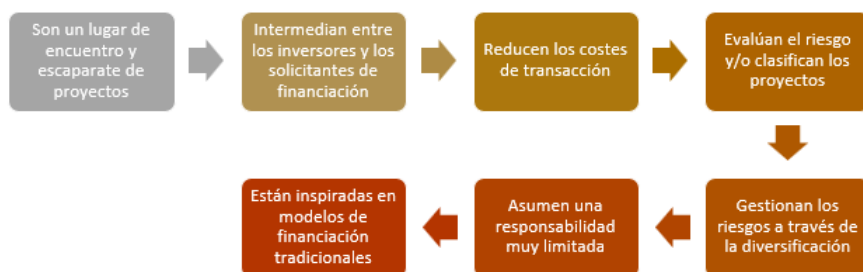 Son un lugar de
encuentro y
escaparate de
proyectos
Intermedian entre
los inversores y los
solicitantes de
financiación
Reducen los costes
de transacción
Evalúan el riesgo
y/o clasifican los
proyectos
Gestionan los
riesgos a través de
la diversificación
Asumen una
responsabilidad
muy limitada
Están inspiradas en
modelos de
financiación
tradicionales